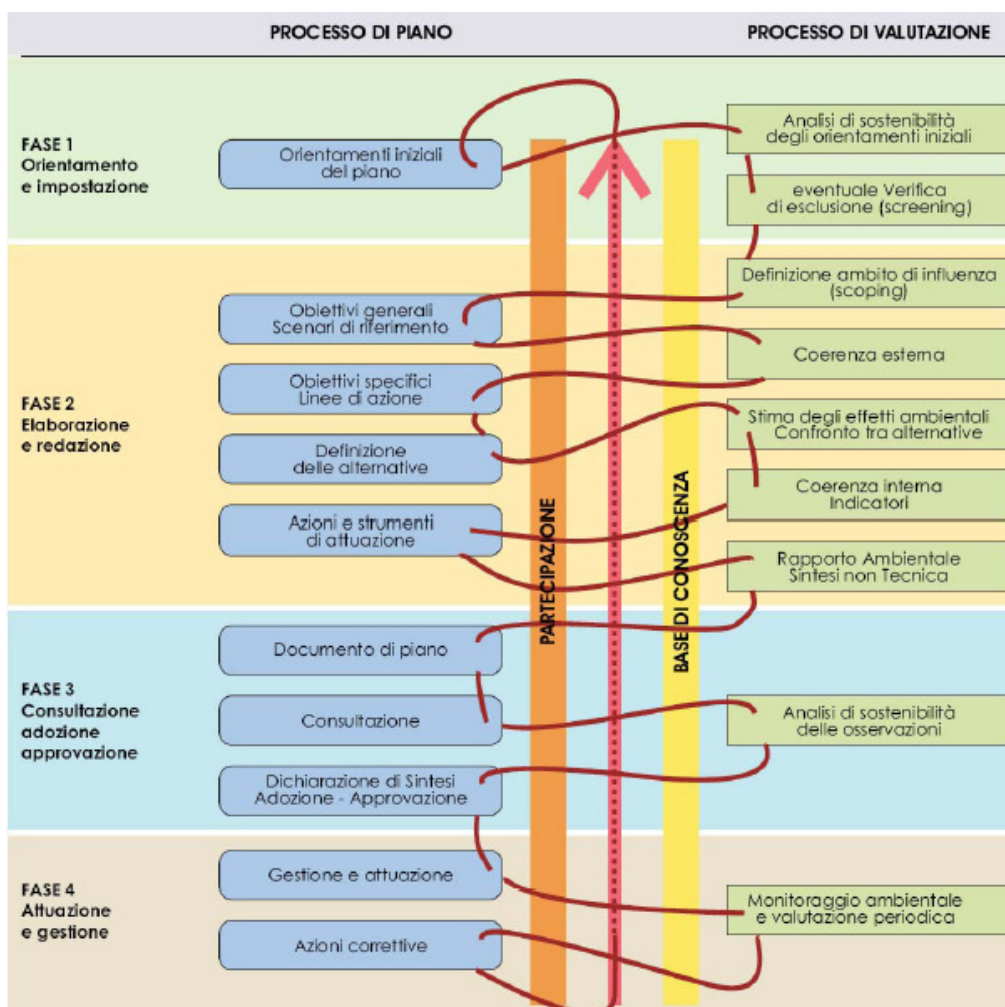 PROCESSO DI PIANO
PROCESSO DI VALUTAZIONE
FASE 1
Orientamento
e impostazione
Orientamenti iniziali
del piano
Analisi di sostenibilità
degli orientamenti iniziali
eventuale Verifica
di esclusione (screening)
FASE 2
Elaborazione
e redazione
Obiettivi generali
Scenari di riferimento
Obiettivi specifici
Linee di azione
Definizione
delle alternative
Azioni e strumenti
di attuazione
Definizione ambito di influenza
(scoping)
Coerenza esterna
Stima degli effetti ambientali
Confronto tra alternative
Coerenza interna
Indicatori
Rapporto Ambientale
Sintesi non Tecnica
PARTECIPAZIONE
BASE DI CONOSCENZA
FASE 3
Consultazione
adozione
approvazione
Documento di piano
Consultazione
Dichiarazione di Sintesi
Adozione - Approvazione
Analisi di sostenibilità
delle osservazioni
FASE 4
Attuazione
e gestione
Gestione e attuazione
Azioni correttive
Monitoraggio ambientale
e valutazione periodica